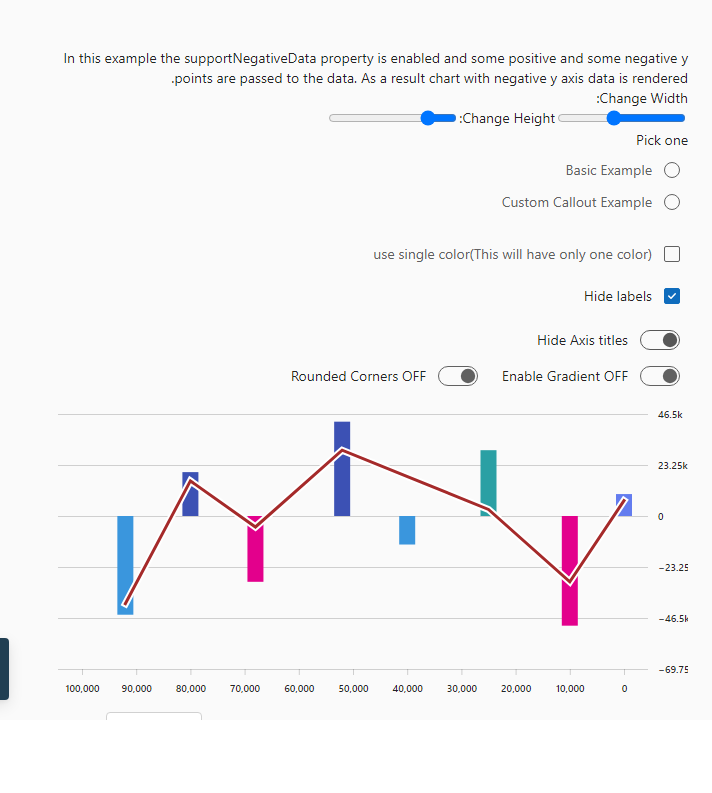 In this example the supportNegativeData property is enabled and some positive and some negative y
.points are passed to the data. As a result chart with negative y axis data is rendered
:Change Width
:Change Height
Pick one
Basic Example
Custom Callout Example
use single color(This will have only one color)
Hide labels
Hide Axis titles
Rounded Corners OFF Enable Gradient OFF
46.5k
23.25k
0
−23.25
−46.5k
−69.75
100,000 90,000 80,000 70,000 60,000 50,000 40,000 30,000 20,000 10,000 0